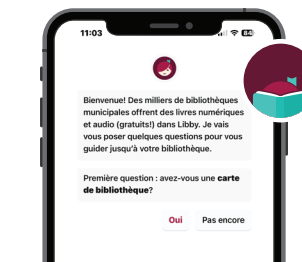 11:03
64
Bienvenue! Des milliers de bibliothèques
municipales offrent des livres numériques
et audio (gratuits!) dans Libby. Je vais
vous poser quelques questions pour vous
guider jusqu'à votre bibliothèque.
Première question : avez-vous une carte
de bibliothèque?
Oui Pas encore